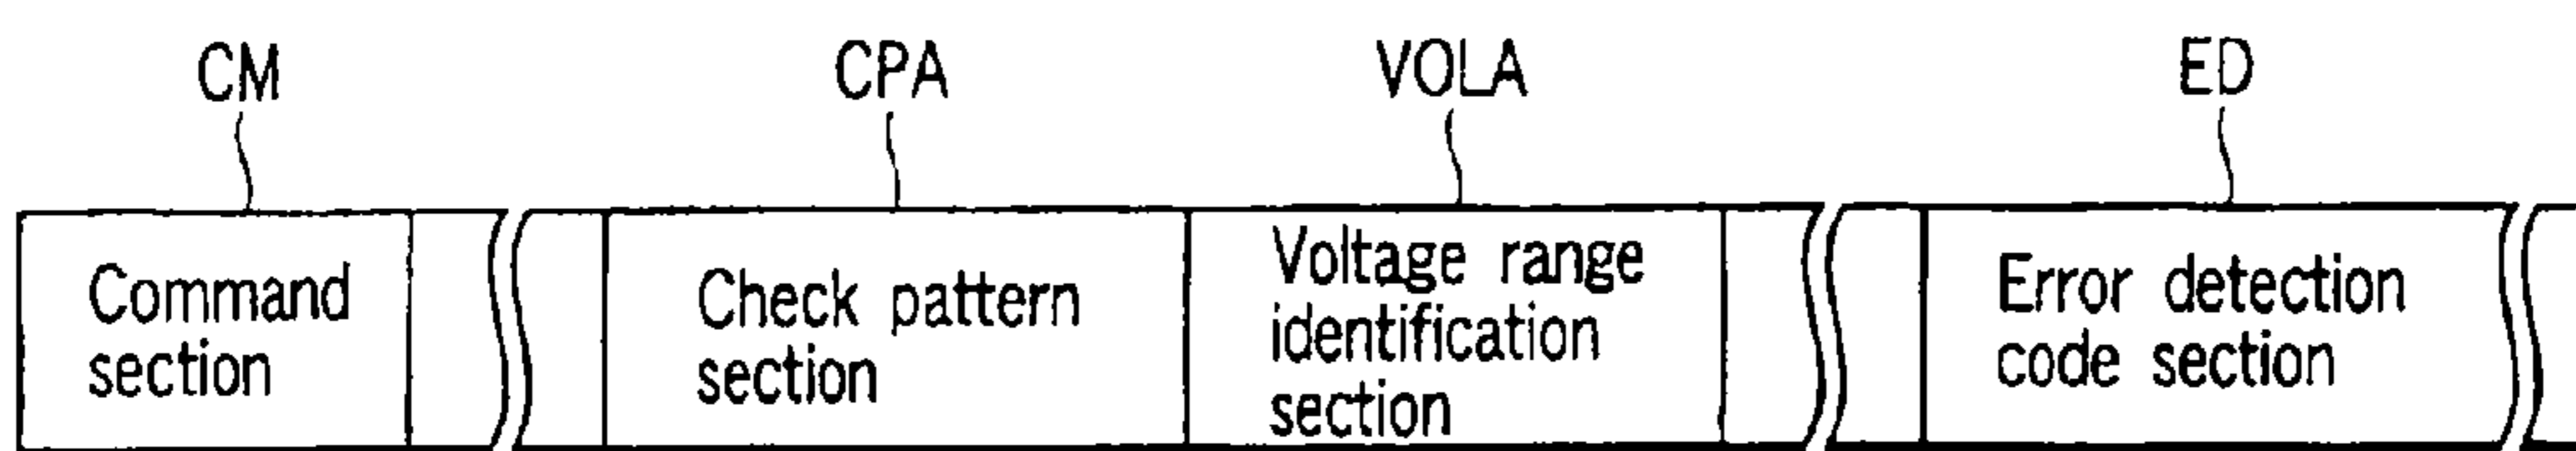 CM CPA VOLA ED
Command
section
Check pattern
section
Voltage range
identification
section
Error detection
code section